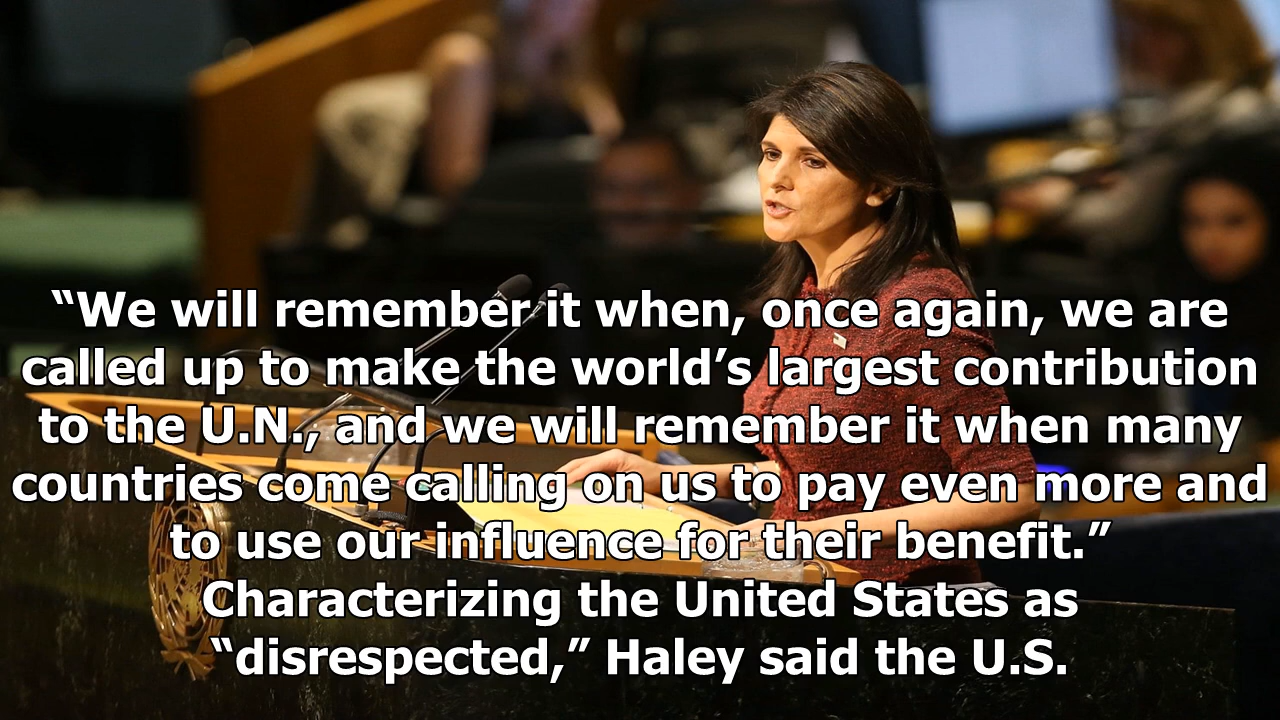 “We will remember it when, once again, we are
called up to make the world’s largest contribution
to the U.N., and we will remember it when many
countries come calling on us to pay even more and
to use our influence for their benefit.”
Characterizing the United States as
“disrespected,” Haley said the U.S.